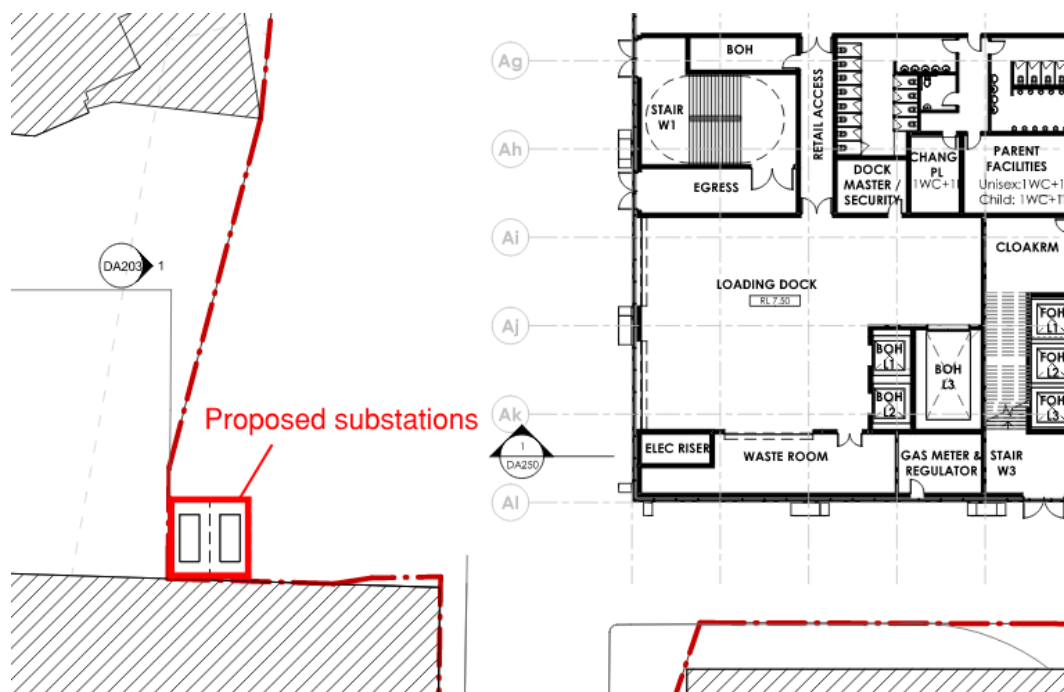 Ag
BOH
STAIR
W1
RETAIL ACCESS
Ah
CHANG
PL
1WC+1
PARENT
FACILITIES
Unisex:1WC+1
Child: 1WC+1
DOCK
MASTER /
SECURITY
EGRESS
Ai
CLOAKRM
DA203
1
LOADING DOCK
RL 7.50
Aj
FOH
L1
BOH
L1
FOH
L2
BOH
L3
BOH
L2
FOH
L3
Ak
Proposed substations
1
DA250
ELEC RISER
WASTE ROOM
GAS METER &
REGULATOR
STAIR
W3
Al